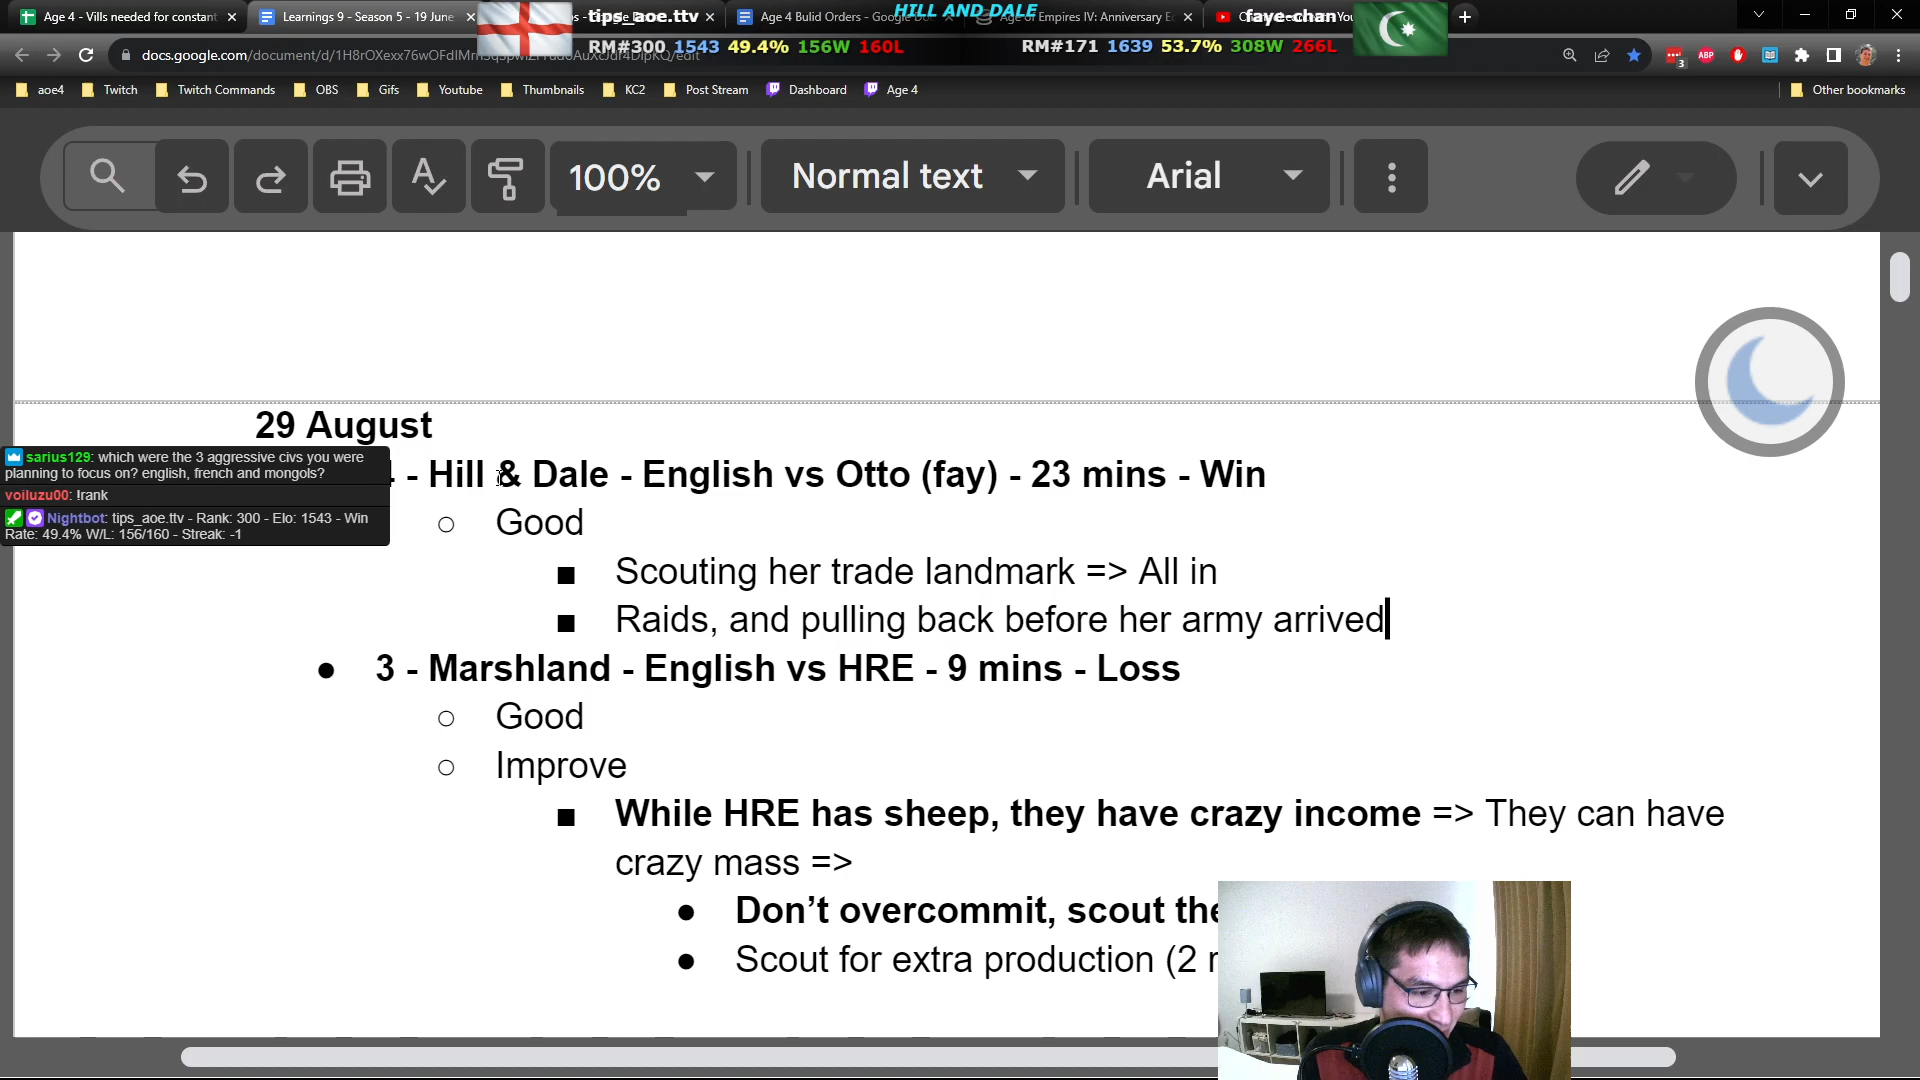 Age 4 - Vills needed for constant
Learnings 9 - Season 5 - 19 June
tips_aoe.ttv
Age 4 Bulid Orders - Google
HILL AND DALE
Age of Empires IV: Anniversary
faye-chan
RM#300 1543 49.4% 156W 160L
RM#171 1639 53.7% 308W 266L
docs.google.com/document/d/
aoe4
Twitch
Twitch Commands
OBS
Gifs
Youtube
Thumbnails
KC2
Post Stream
Dashboard
Age 4
Other bookmarks
3
ABP
100%
Normal text
Arial
29 August
- Hill & Dale - English vs Otto (fay) - 23 mins - Win
sarius129: which were the 3 aggressive civs you were
planning to focus on? english, french and mongols?
voiluzu00: !rank
Nightbot: tips_aoe.ttv - Rank: 300 - Elo: 1543 - Win
Rate: 49.4% W/L: 156/160 - Streak: -1
Good
Scouting her trade landmark => All in
Raids, and pulling back before her army arrived
3 - Marshland - English vs HRE - 9 mins - Loss
Good
Improve
While HRE has sheep, they have crazy income => They can have
crazy mass =>
Don't overcommit, scout the
Scout for extra production (2